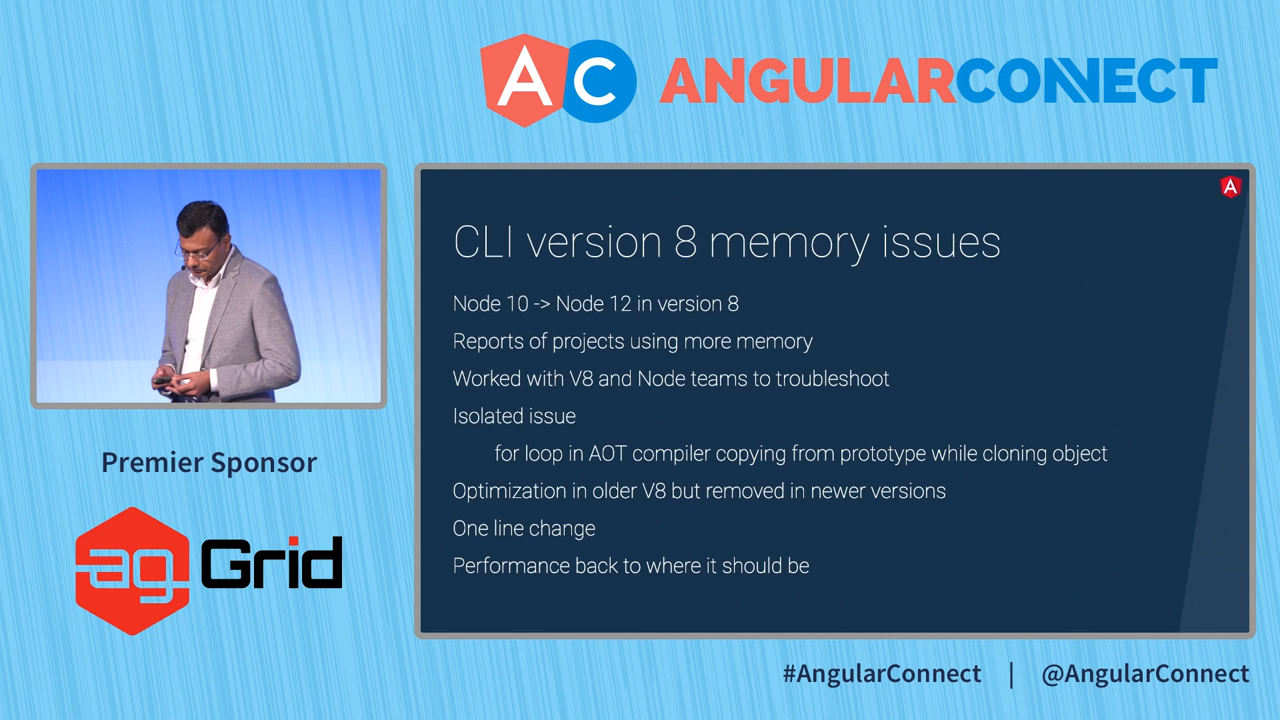 AC ANGULARCONNECT
A
CLI version 8 memory issues
Node 10 -> Node 12 in version 8
Reports of projects using more memory
Worked with V8 and Node teams to troubleshoot
Isolated issue
for loop in AOT compiler copying from prototype while cloning object
Optimization in older V8 but removed in newer versions
One line change
Performance back to where it should be
Premier Sponsor
ag Grid
#AngularConnect | @AngularConnect